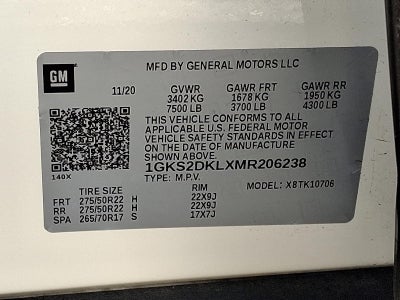 GM
MFD BY GENERAL MOTORS LLC
11/20 GVWR GAWR FRT GAWR RR
3402 KG 1678 KG 1950 KG
7500 LB 3700 LB 4300 LB
THIS VEHICLE CONFORMS TO ALL
APPLICABLE U.S. FEDERAL MOTOR
VEHICLE SAFETY STANDARDS IN EFFECT
ON THE DATE OF MANUFACTURE
SHOWN ABOVE.
1GKS2DKLXMR206238
140X TYPE: M.P.V. MODEL: X8TK10706
TIRE SIZE RIM
FRT 275/50R22 H 22X9J
RR 275/50R22 H 22X9J
SPA 265/70R17 S 17X7J